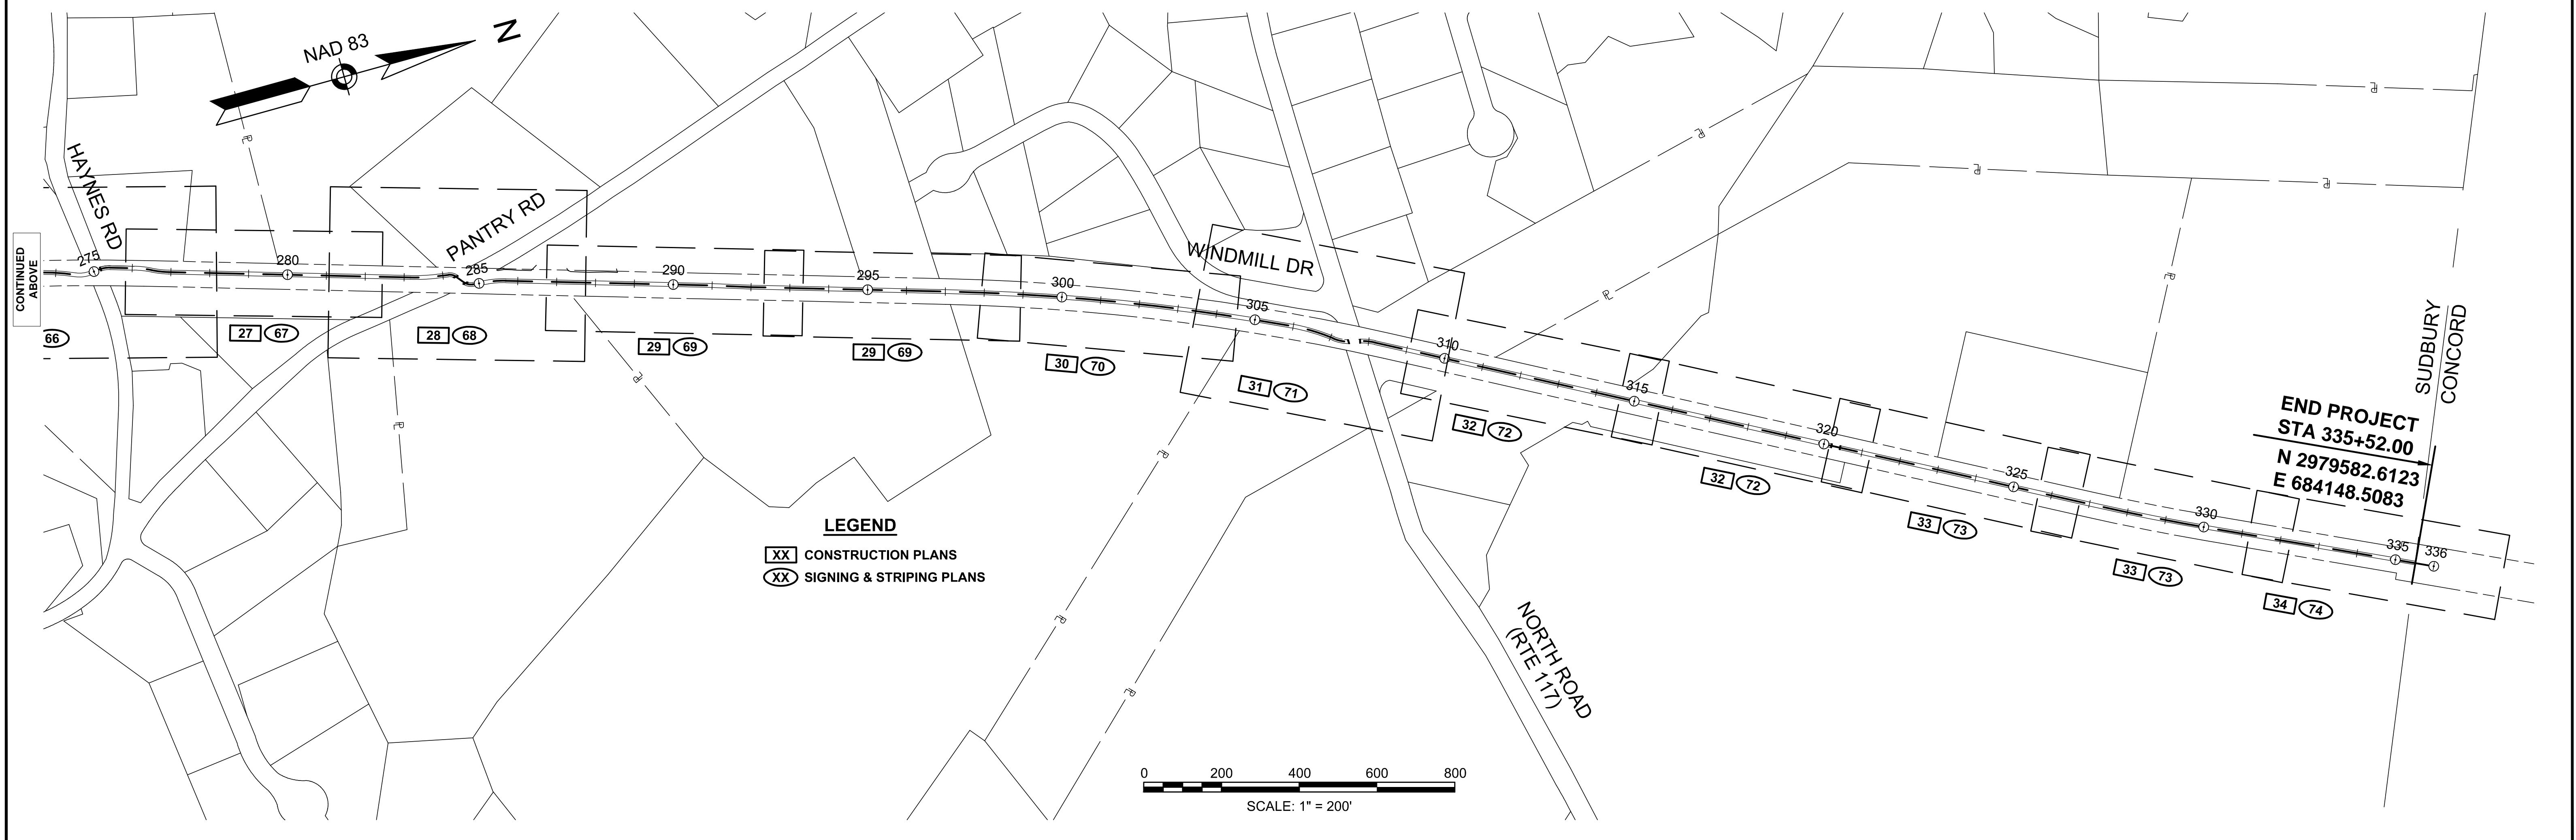 NAD 83
N
HAYNES RD
PANTRY RD
WINDMILL DR
CONTINUED
ABOVE
275
280
285
290
295
300
305
310
315
320
325
330
335
336
66
27 67
28 68
29 69
29 69
30 70
31 71
32 72
32 72
33 73
33 73
34 74
SUDBURY
CONCORD
END PROJECT
STA 335+52.00
N 2979582.6123
E 684148.5083
NORTH ROAD
(RTE 117)
LEGEND
XX CONSTRUCTION PLANS
XX SIGNING & STRIPING PLANS
0 200 400 600 800
SCALE: 1" = 200'